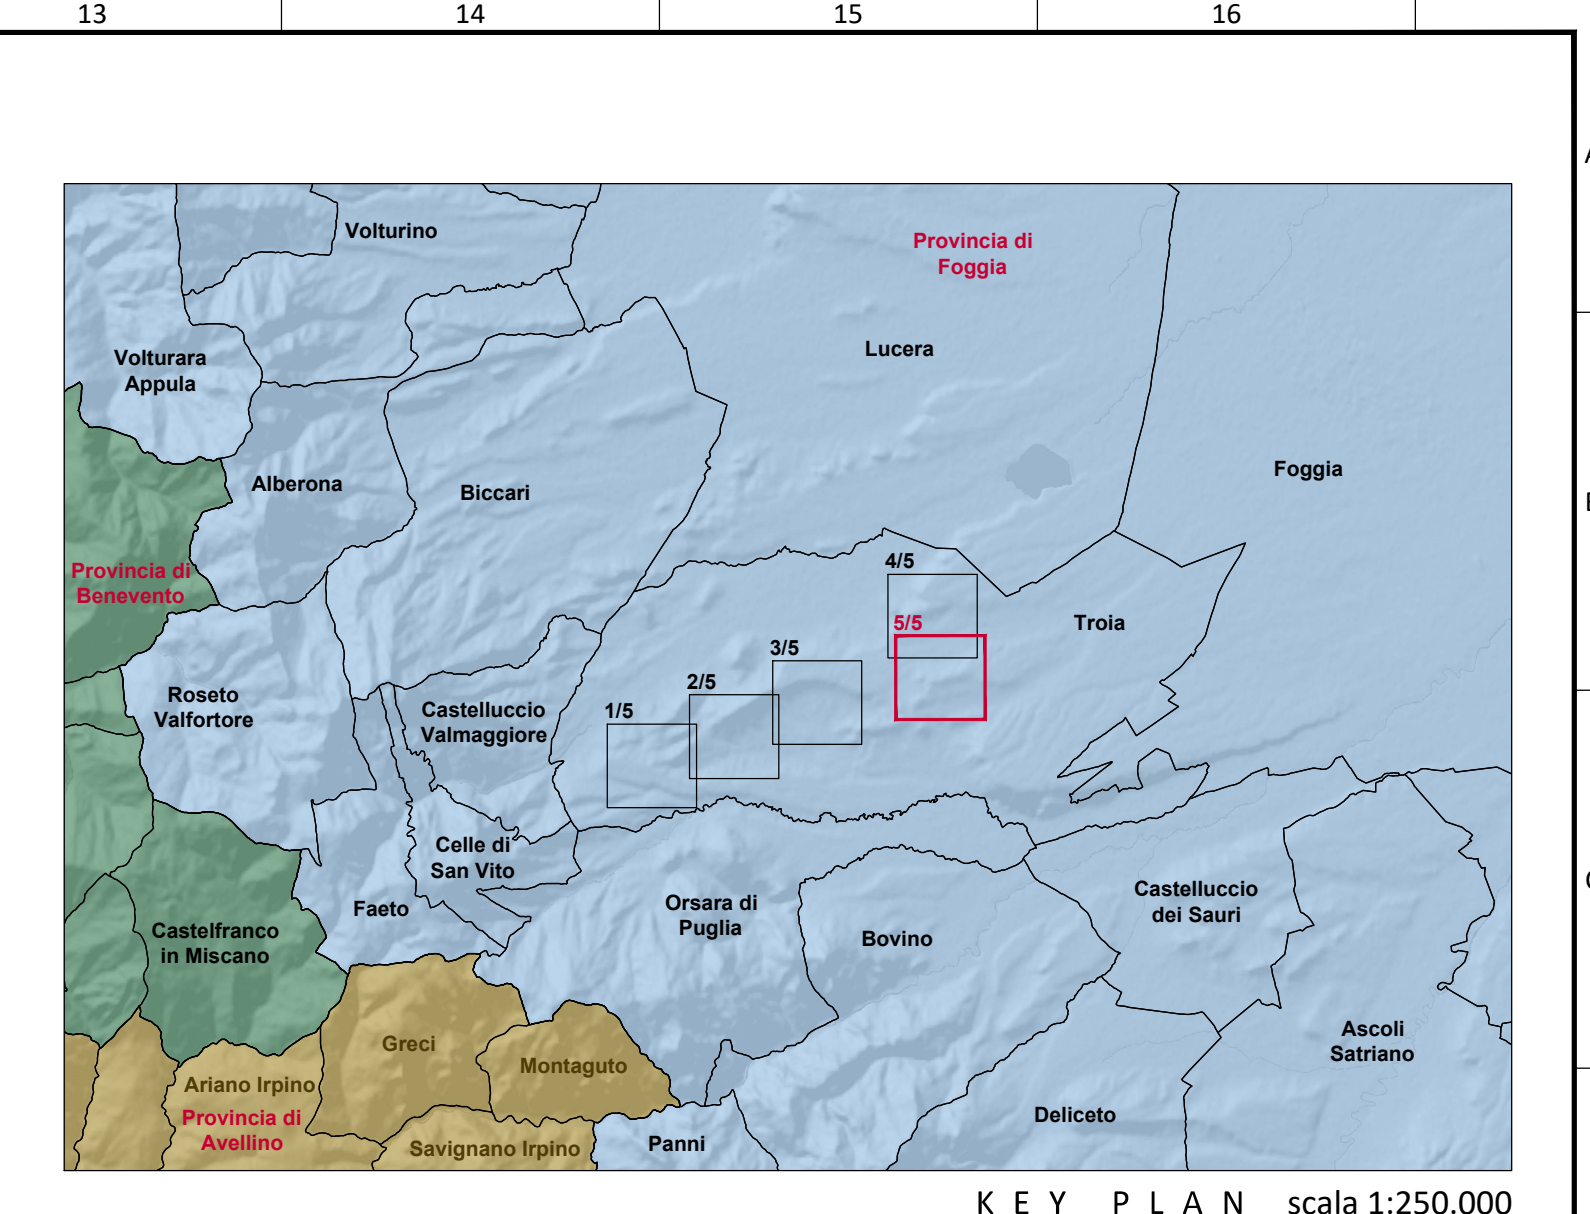 13 14 15 16
A
Volturino
Provincia di
Foggia
Volturara
Appula
Lucera
Alberona
Biccari
Foggia
B
Provincia di
Benevento
4/5
5/5
Troia
3/5
2/5
1/5
Roseto
Valfortore
Castelluccio
Valmaggiore
Celle di
San Vito
Faeto
Orsara di
Puglia
Castelluccio
dei Sauri
C
Castelfranco
in Miscano
Bovino
Greci
Montaguto
Ascoli
Satriano
Ariano Irpino
Provincia di
Avellino
Savignano Irpino
Panni
Deliceto
KEY PLAN scala 1:250.000